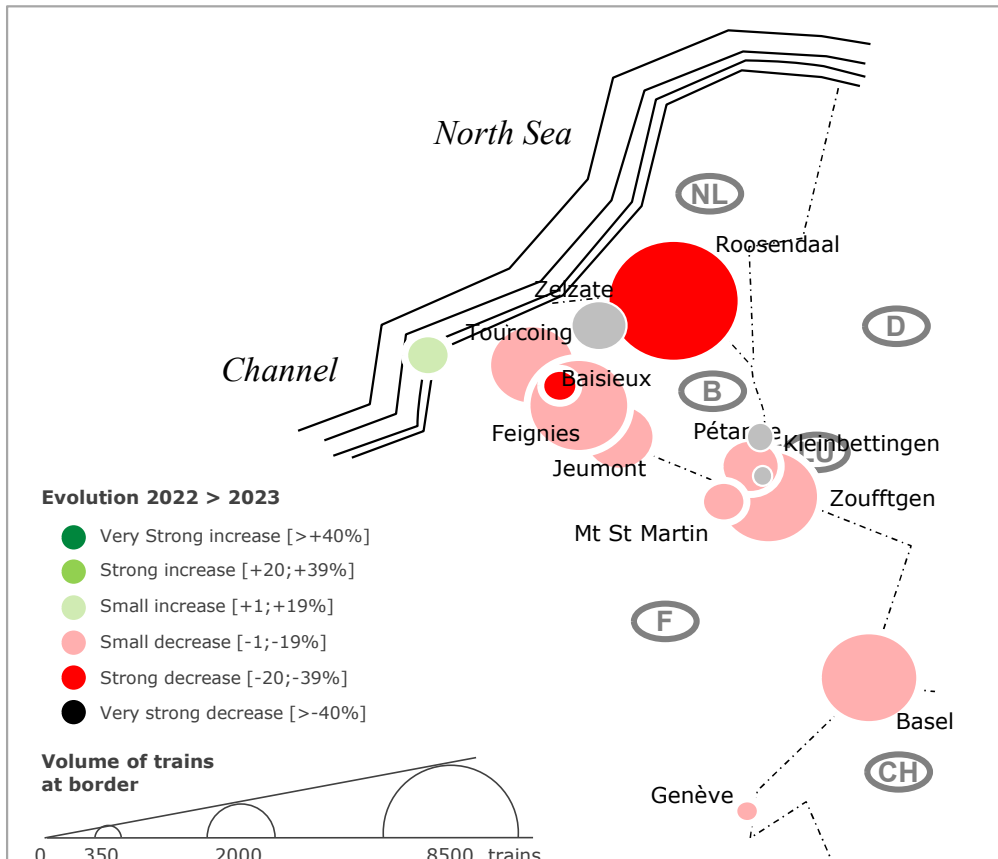 North Sea
NL
Roosendaal
Zelzate
D
Tourcoing
Channel
Baisieux
B
Feignies
Kleinbettingen
Jeumont
Zoufftgen
Mt St Martin
Evolution 2022 > 2023
Very Strong increase [>+40%]
Strong increase [+20;+39%]
Small increase [+1;+19%]
Small decrease [-1;-19%]
Strong decrease [-20;-39%]
Very strong decrease [>-40%]
F
Basel
Volume of trains
at border
CH
Genève
0 350 2000 8500 trains